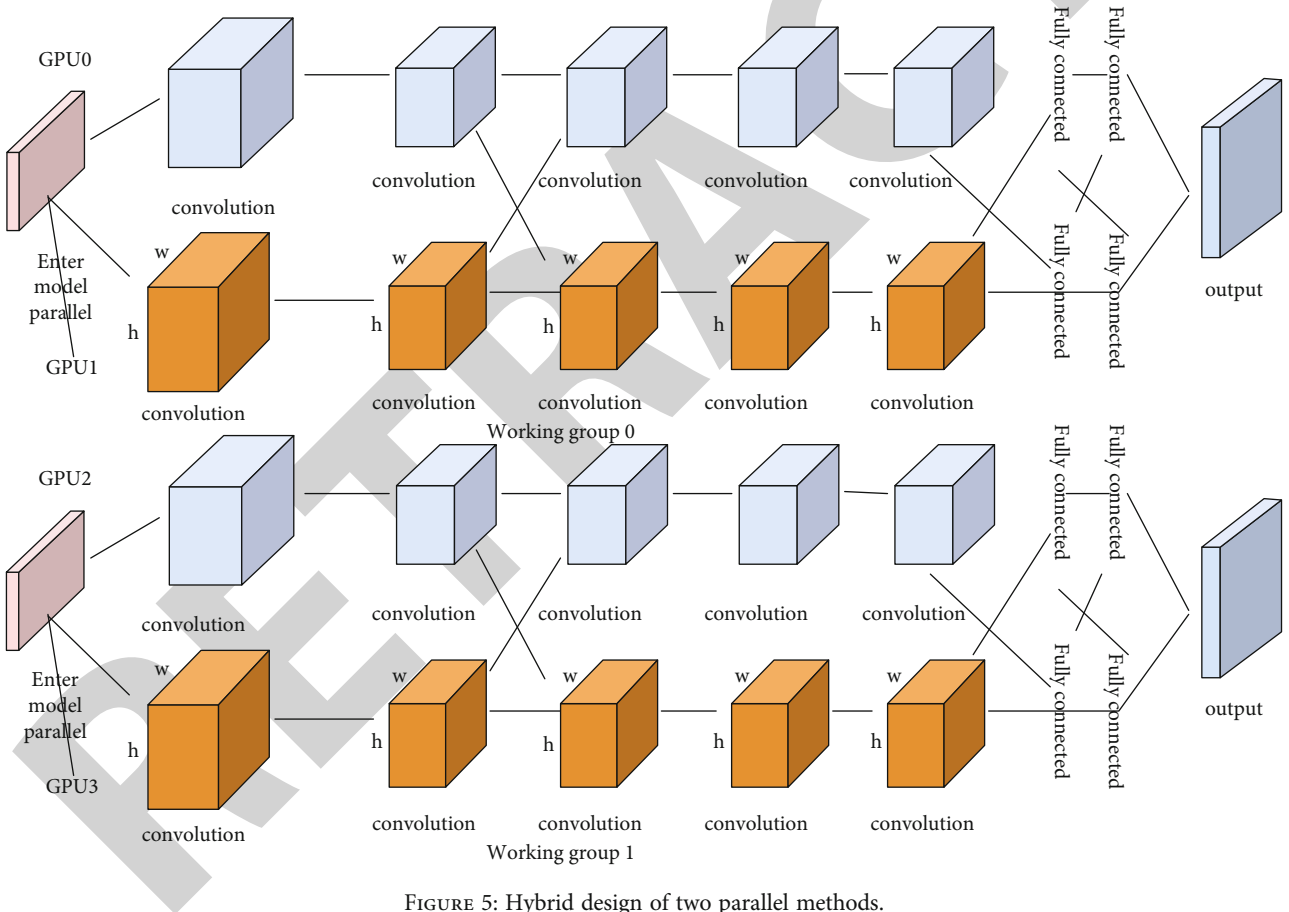 GPU0
Fully connected
Fully connected
convolution
convolution
convolution
convolution
convolution
Enter
model
parallel
w
w
w
w
w
h
h
h
h
h
GPU1
Fully connected
Fully connected
output
convolution
convolution
convolution
convolution
convolution
Working group 0
GPU2
Fully connected
Fully connected
convolution
convolution
convolution
convolution
convolution
Enter
model
parallel
w
w
w
w
w
h
h
h
h
h
GPU3
Fully connected
Fully connected
output
convolution
convolution
convolution
convolution
convolution
Working group 1
FIGURE 5: Hybrid design of two parallel methods.
RETRAC